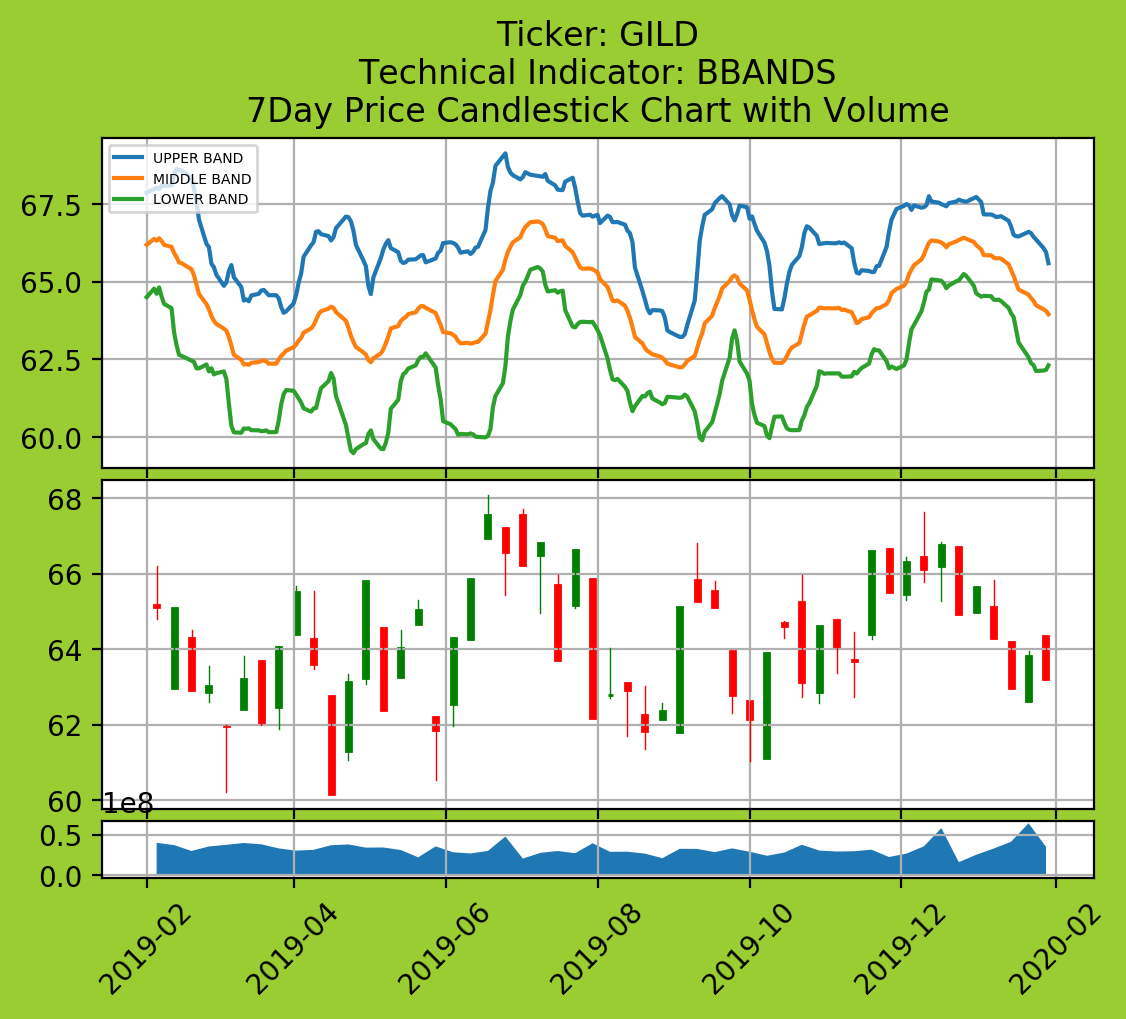 Ticker: GILD
Technical Indicator: BBANDS
7Day Price Candlestick Chart with Volume
UPPER BAND
MIDDLE BAND
LOWER BAND
67.5
65.0
62.5
60.0
68
66
64
62
60
1e8
0.5
0.0
2019-02
2019-04
2019-06
2019-08
2019-10
2019-12
2020-02